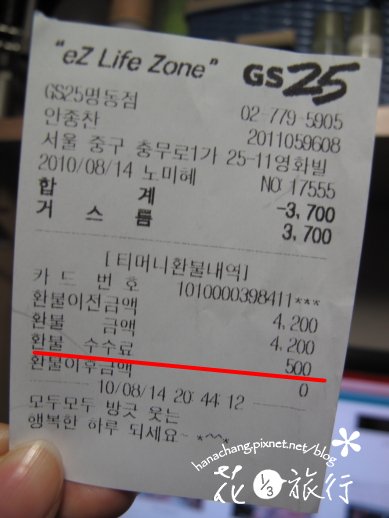 "eZ Life Zone" GS25
GS25명동점 02-779-5905
안종찬 2011059608
서울 중구 충무로1가 25-11영화빌
2010/08/14 노미혜 NO:17555
합 계 -3,700
거 스 름 3,700
[티머니환불내역]
카 드 번 호 1010000398411***
환불이전금액 4,200
환불 금액 4,200
환불 수수료 500
환불이후금액 0
10/08/14 20:44:12
모두모두 방긋 웃는
행복한 하루 되세요~ *^^*
hanachang.pixnet.net/blog
花 1/3 旅行